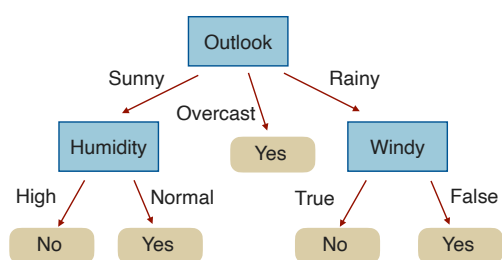 Outlook
Sunny
Rainy
Overcast
Humidity
Yes
Windy
High
Normal
True
False
No
Yes
No
Yes